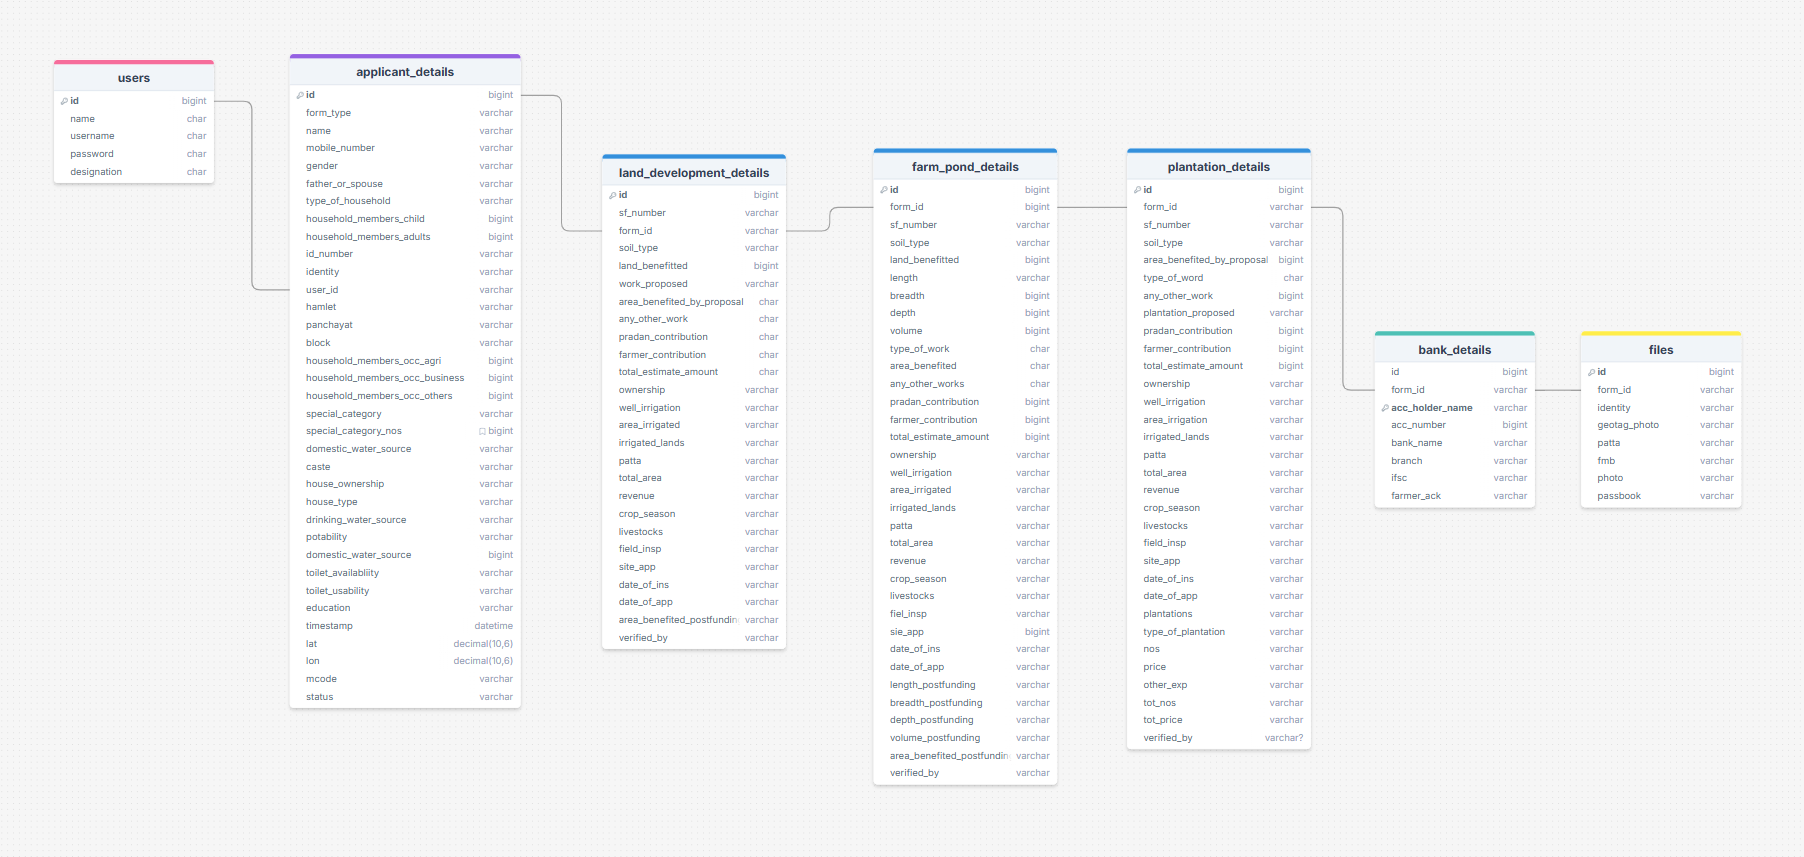 users
id bigint
name char
username char
password char
designation char
applicant_details
id bigint
form_type varchar
name varchar
mobile_number varchar
gender varchar
father_or_spouse varchar
type_of_household varchar
household_members_child bigint
household_members_adults bigint
id_number varchar
identity varchar
user_id varchar
hamlet varchar
panchayat varchar
block varchar
household_members_occ_agri bigint
household_members_occ_business bigint
household_members_occ_others bigint
special_category varchar
special_category_nos bigint
domestic_water_source varchar
caste varchar
house_ownership varchar
house_type varchar
drinking_water_source varchar
potability varchar
domestic_water_source bigint
toilet_availabliity varchar
toilet_usability varchar
education varchar
timestamp datetime
lat decimal(10,6)
lon decimal(10,6)
mcode varchar
status varchar
land_development_details
id bigint
sf_number varchar
form_id varchar
soil_type varchar
land_benefitted bigint
work_proposed varchar
area_benefited_by_proposal char
any_other_work char
pradan_contribution char
farmer_contribution char
total_estimate_amount char
ownership varchar
well_irrigation varchar
area_irrigated varchar
irrigated_lands varchar
patta varchar
total_area varchar
revenue varchar
crop_season varchar
livestocks varchar
field_insp varchar
site_app varchar
date_of_ins varchar
date_of_app varchar
area_benefited_postfundin varchar
verified_by varchar
farm_pond_details
id bigint
form_id bigint
sf_number varchar
soil_type varchar
land_benefitted bigint
length varchar
breadth bigint
depth bigint
volume bigint
type_of_work char
area_benefited char
any_other_works char
pradan_contribution bigint
farmer_contribution bigint
total_estimate_amount bigint
ownership varchar
well_irrigation varchar
area_irrigated varchar
irrigated_lands varchar
patta varchar
total_area varchar
revenue varchar
crop_season varchar
livestocks varchar
fiel_insp varchar
sie_app bigint
date_of_ins varchar
date_of_app varchar
length_postfunding varchar
breadth_postfunding varchar
depth_postfunding varchar
volume_postfunding varchar
area_benefited_postfundin varchar
verified_by varchar
plantation_details
id bigint
form_id varchar
sf_number varchar
soil_type varchar
area_benefited_by_proposal bigint
type_of_word char
any_other_work bigint
plantation_proposed varchar
pradan_contribution bigint
farmer_contribution bigint
total_estimate_amount bigint
ownership varchar
well_irrigation varchar
area_irrigation varchar
irrigated_lands varchar
patta varchar
total_area varchar
revenue varchar
crop_season varchar
livestocks varchar
field_insp varchar
site_app varchar
date_of_ins varchar
date_of_app varchar
plantations varchar
type_of_plantation varchar
nos varchar
price varchar
other_exp varchar
tot_nos varchar
tot_price varchar
verified_by varchar?
bank_details
id bigint
form_id varchar
acc_holder_name varchar
acc_number bigint
bank_name varchar
branch varchar
ifsc varchar
farmer_ack varchar
files
id bigint
form_id varchar
identity varchar
geotag_photo varchar
patta varchar
fmb varchar
photo varchar
passbook varchar